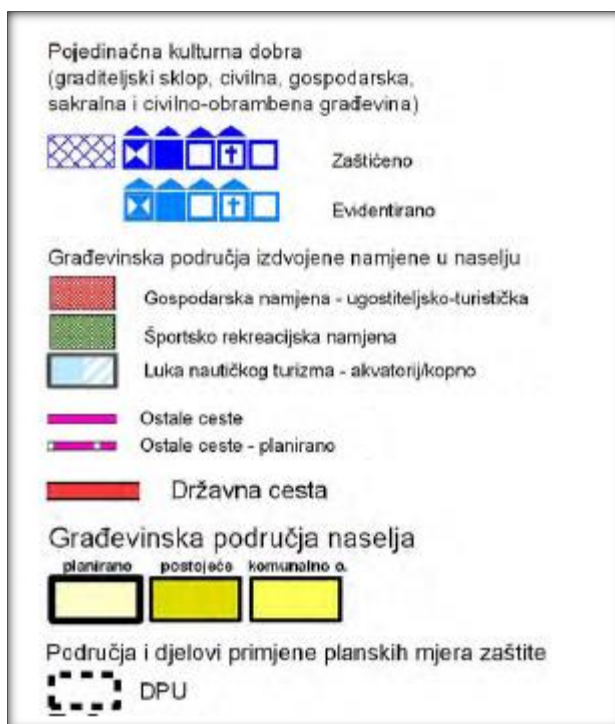 Pojedinačna kulturna dobra
(graditeljski sklop, civilna, gospodarska,
sakralna i civilno-obrambena građevina)
Zaštićeno
Evidentirano
Građevinska područja izdvojene namjene u naselju
Gospodarska namjena - ugostiteljsko-turistička
Športsko rekreacijska namjena
Luka nautičkog turizma - akvatorij/kopno
Ostale ceste
Ostale ceste - planirano
Državna cesta
Građevinska područja naselja
planirano postojeće komunalno o.
Područja i djelovi primjene planskih mjera zaštite
DPU